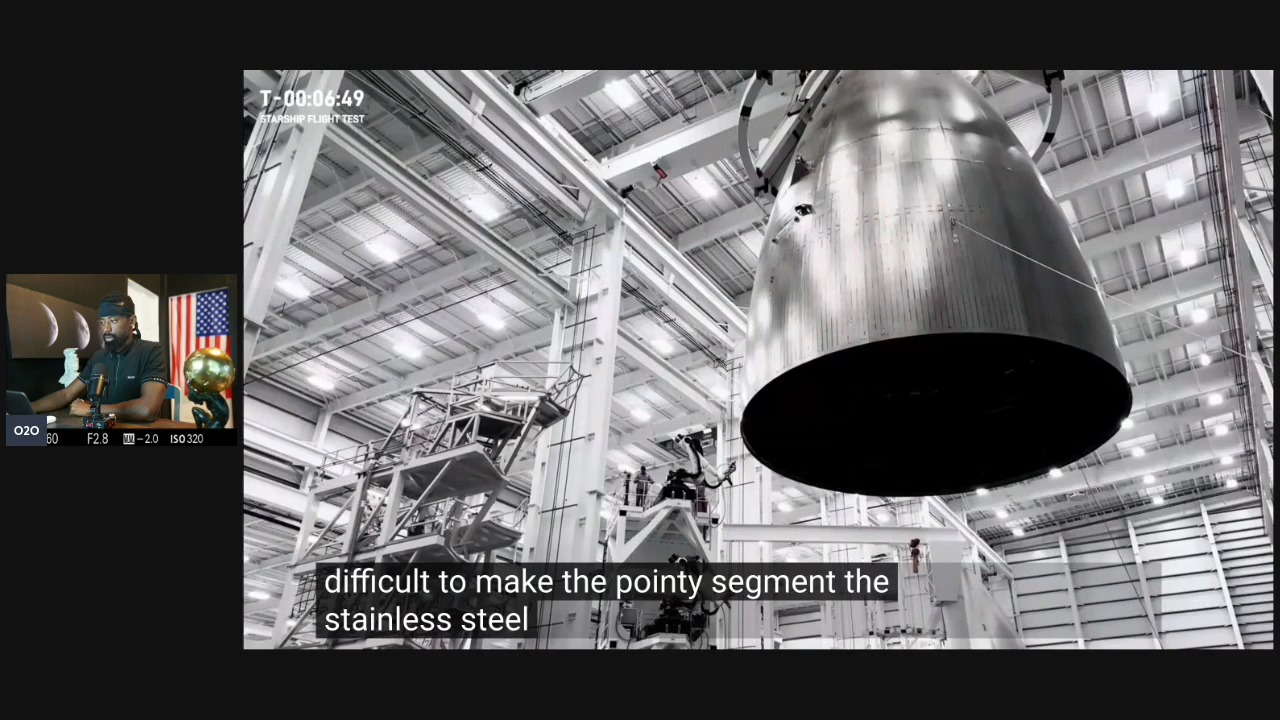 T-00:06:49
STARSHIP FLIGHT TEST
difficult to make the pointy segment the
stainless steel
O2O
60
F2.8
-2.0
ISO 320